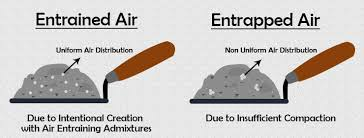 Entrained Air
Uniform Air Distribution
Due to Intentional Creation
with Air Entraining Admixtures
Entrapped Air
Non Uniform Air Distribution
Due to Insufficient Compaction